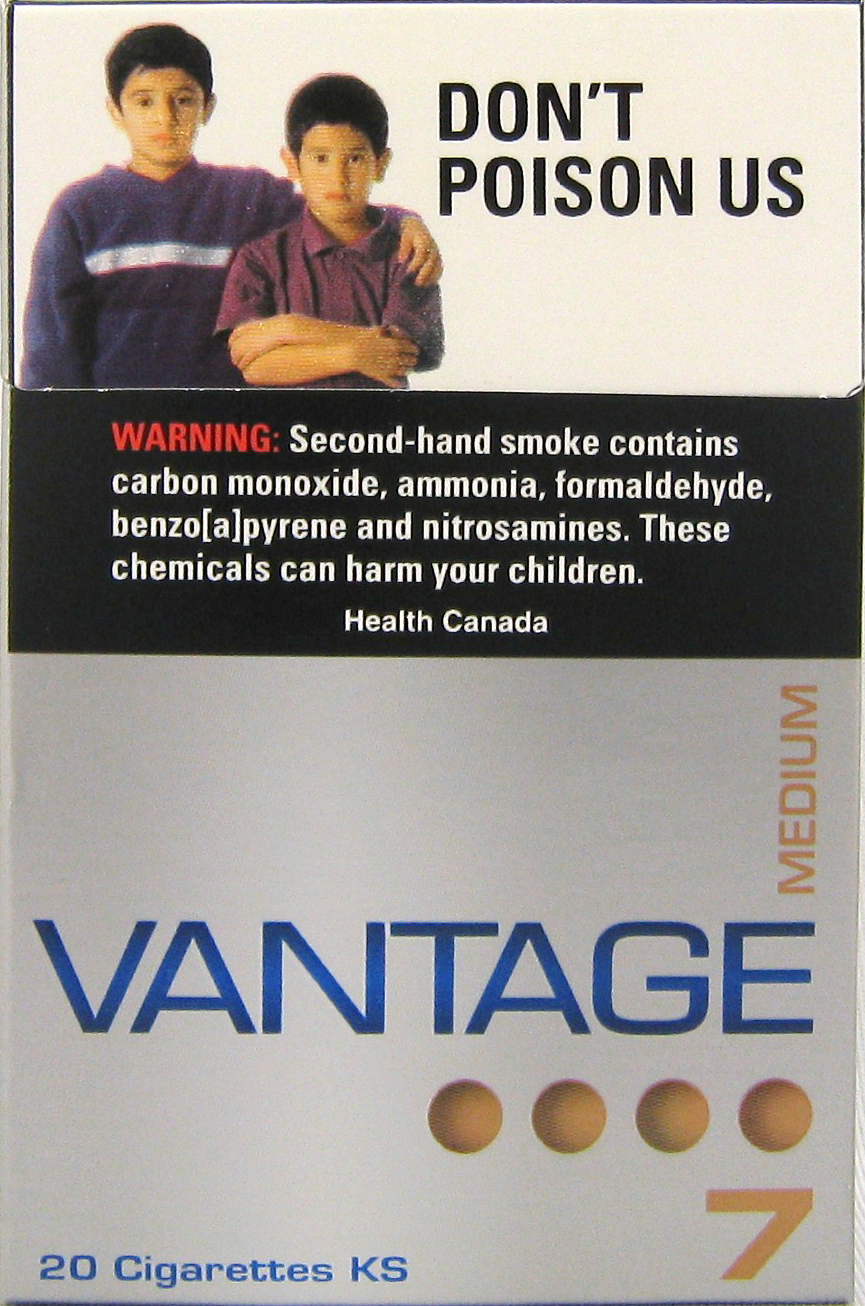 DON'T
POISON US
WARNING: Second-hand smoke contains
carbon monoxide, ammonia, formaldehyde,
benzo[a]pyrene and nitrosamines. These
chemicals can harm your children.
Health Canada
MEDIUM
VANTAGE
7
20 Cigarettes KS